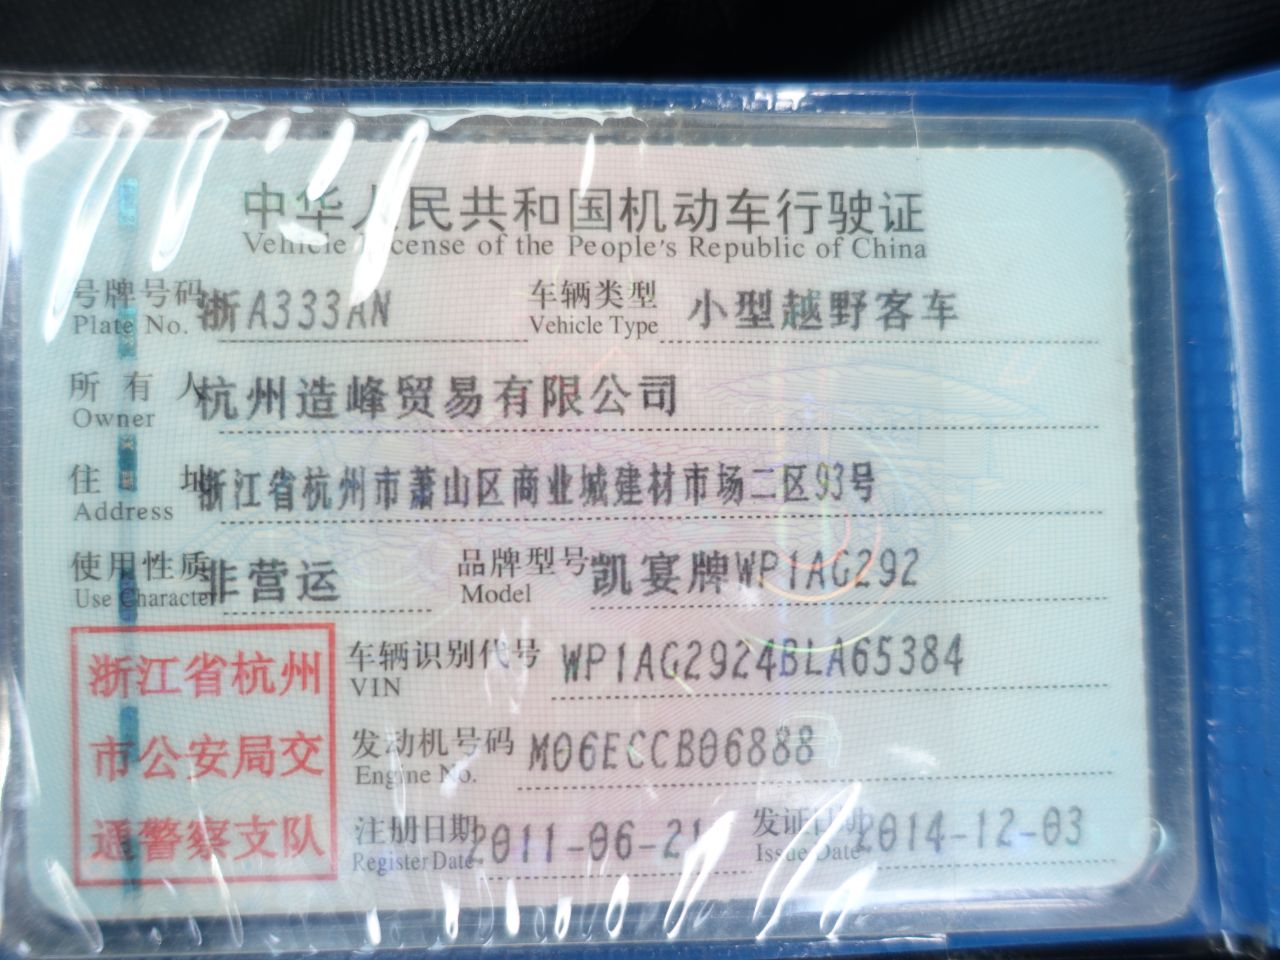 中华人民共和国机动车行驶证
Vehicle License of the People's Republic of China
号牌号码 浙A333AN 车辆类型 小型越野客车
Plate No. Vehicle Type
所有人 杭州造峰贸易有限公司
Owner
住址 浙江省杭州市萧山区商业城建材市场二区93号
Address
使用性质 非营运 品牌型号 凯宴牌WP1AG292
Use Character Model
车辆识别代号 WP1AG2924BLA65384
VIN
发动机号码 M06ECCB06888
Engine No.
注册日期 2011-06-21 发证日期 2014-12-03
Register Date Issue Date
浙江省杭州
市公安局交
通警察支队